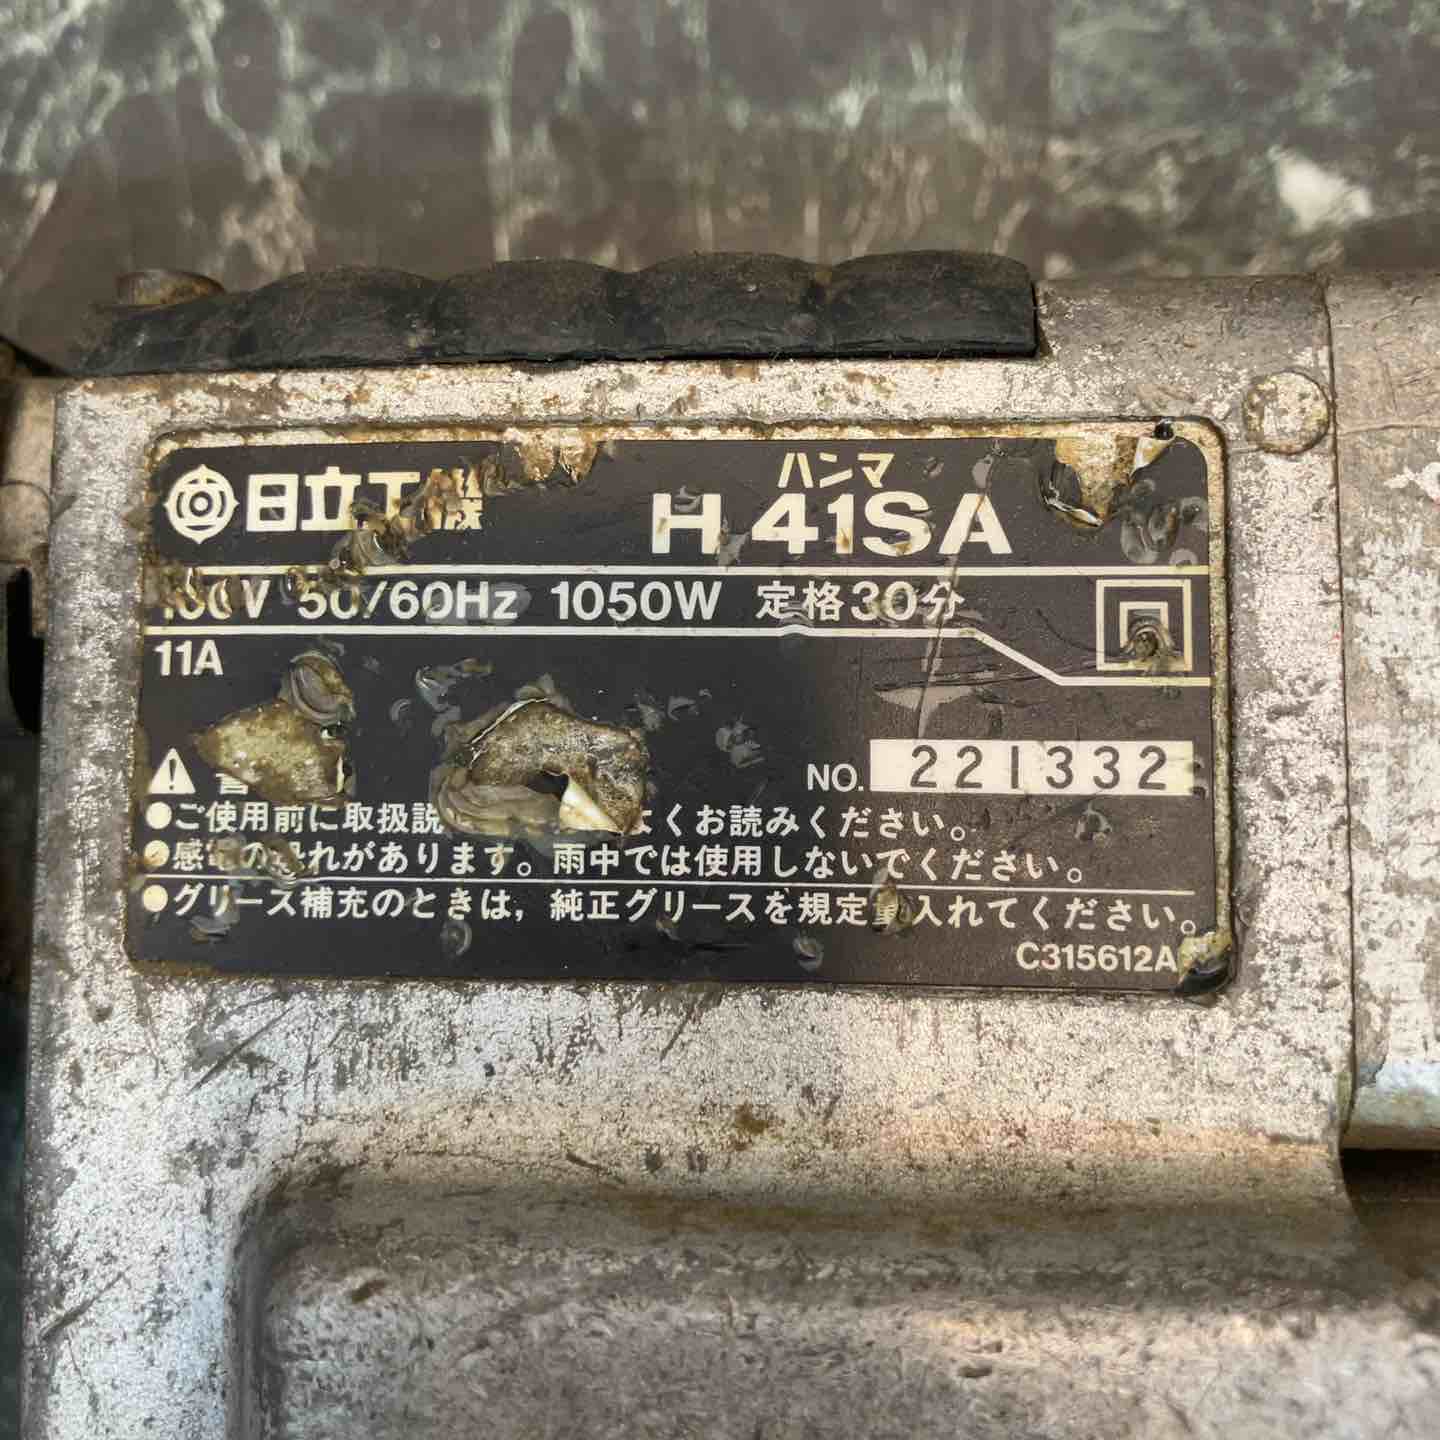 日立工機
ハンマ
H 41SA
100V 50/60Hz 1050W 定格30分
11A
NO. 221332
●ご使用前に取扱説 よくお読みください。
●感電の恐れがあります。雨中では使用しないでください。
●グリース補充のときは，純正グリースを規定量入れてください。
C315612A